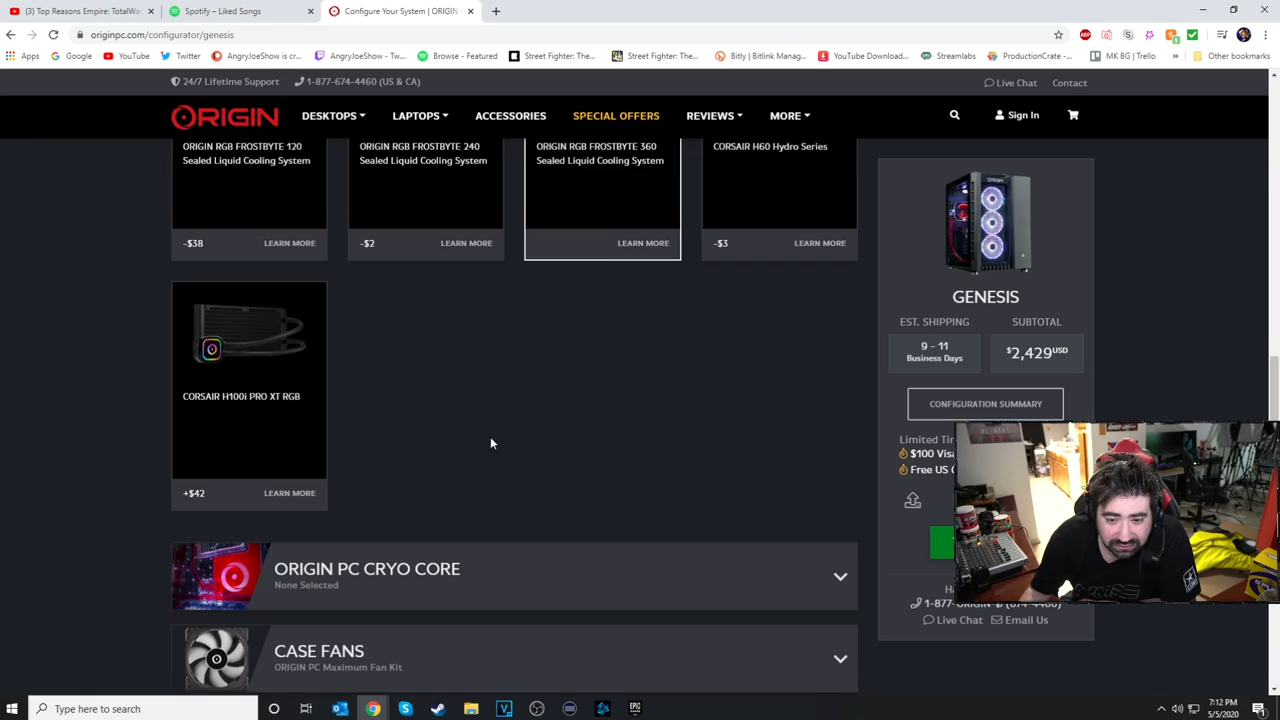 (3) Top Reasons Empire: TotalWa
Spotify – Liked Songs
Configure Your System | ORIGIN
originpc.com/configurator/genesis
Apps
Google
YouTube
Twitter
AngryJoeShow is cr...
AngryJoeShow - Tw...
Browse - Featured
Street Fighter: The...
Street Fighter: The...
Bitly | Bitlink Manag...
YouTube Download...
Streamlabs
ProductionCrate -...
MK BG | Trello
»
Other bookmarks
24/7 Lifetime Support
1-877-674-4460 (US & CA)
Live Chat
Contact
ORIGIN
DESKTOPS
LAPTOPS
ACCESSORIES
SPECIAL OFFERS
REVIEWS
MORE
Sign In
ORIGIN RGB FROSTBYTE 120
Sealed Liquid Cooling System
-$38
LEARN MORE
ORIGIN RGB FROSTBYTE 240
Sealed Liquid Cooling System
-$2
LEARN MORE
ORIGIN RGB FROSTBYTE 360
Sealed Liquid Cooling System
LEARN MORE
CORSAIR H60 Hydro Series
-$3
LEARN MORE
CORSAIR H100i PRO XT RGB
+$42
LEARN MORE
ORIGIN PC CRYO CORE
None Selected
CASE FANS
ORIGIN PC Maximum Fan Kit
GENESIS
EST. SHIPPING
9 - 11
Business Days
SUBTOTAL
$2,429USD
CONFIGURATION SUMMARY
Limited
$100 Visa
Free US
1-877-ORIGIN
(674-4460)
Live Chat
Email Us
Type here to search
EPIC
7:12 PM
5/5/2020